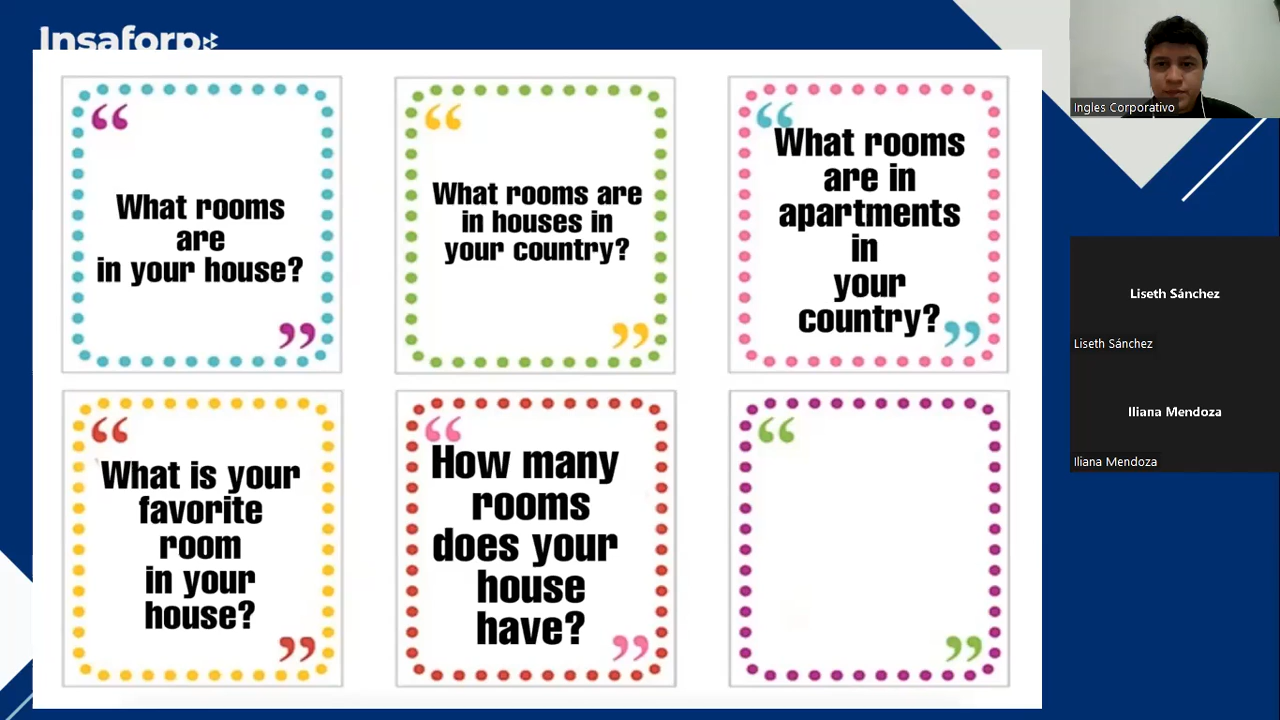 Insaforp
“
What rooms
are
in your house?
”
“
What rooms are
in houses in
your country?
”
“
What rooms
are in
apartments
in
your
country?
”
“
What is your
favorite
room
in your
house?
”
“
How many
rooms
does your
house
have?
”
“
”
Ingles Corporativo
Liseth Sánchez
Liseth Sánchez
Iliana Mendoza
Iliana Mendoza